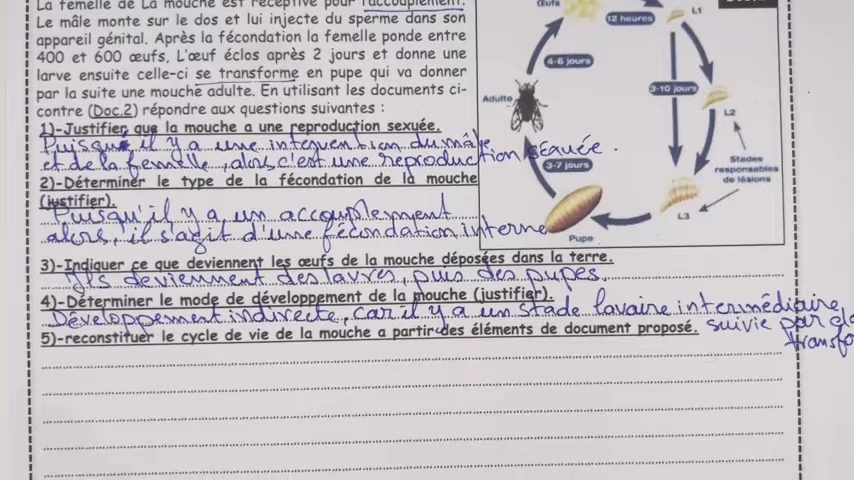 La femelle de La mouche est réceptive pour l'accouplement.
Le mâle monte sur le dos et lui injecte du sperme dans son
appareil génital. Après la fécondation la femelle ponde entre
400 et 600 œufs. L'œuf éclos après 2 jours et donne une
larve ensuite celle-ci se transforme en pupe qui va donner
par la suite une mouche adulte. En utilisant les documents ci-
contre (Doc.2) répondre aux questions suivantes :
1)-Justifier que la mouche a une reproduction sexuée.
Puisque il y a une intervention du mâle
et de la femelle, alors c'est une reproduction sexuée.
2)-Déterminer le type de la fécondation de la mouche
(justifier).
Puisqu'il y a un accouplement
alors, il s'agit d'une fécondation interne
3)-Indiquer ce que deviennent les œufs de la mouche déposées dans la terre.
Ils deviennent des lavres, puis des pupes.
4)-Déterminer le mode de développement de la mouche (justifier).
Développement indirecte, car il y a un stade lavaire intermédiaire,
suivie par
5)-reconstituer le cycle de vie de la mouche a partir des éléments de document proposé.
Œufs
12 heures
L1
4-6 jours
3-10 jours
Adulte
L2
Stades
responsables
de lésions
3-7 jours
L3
Pupe